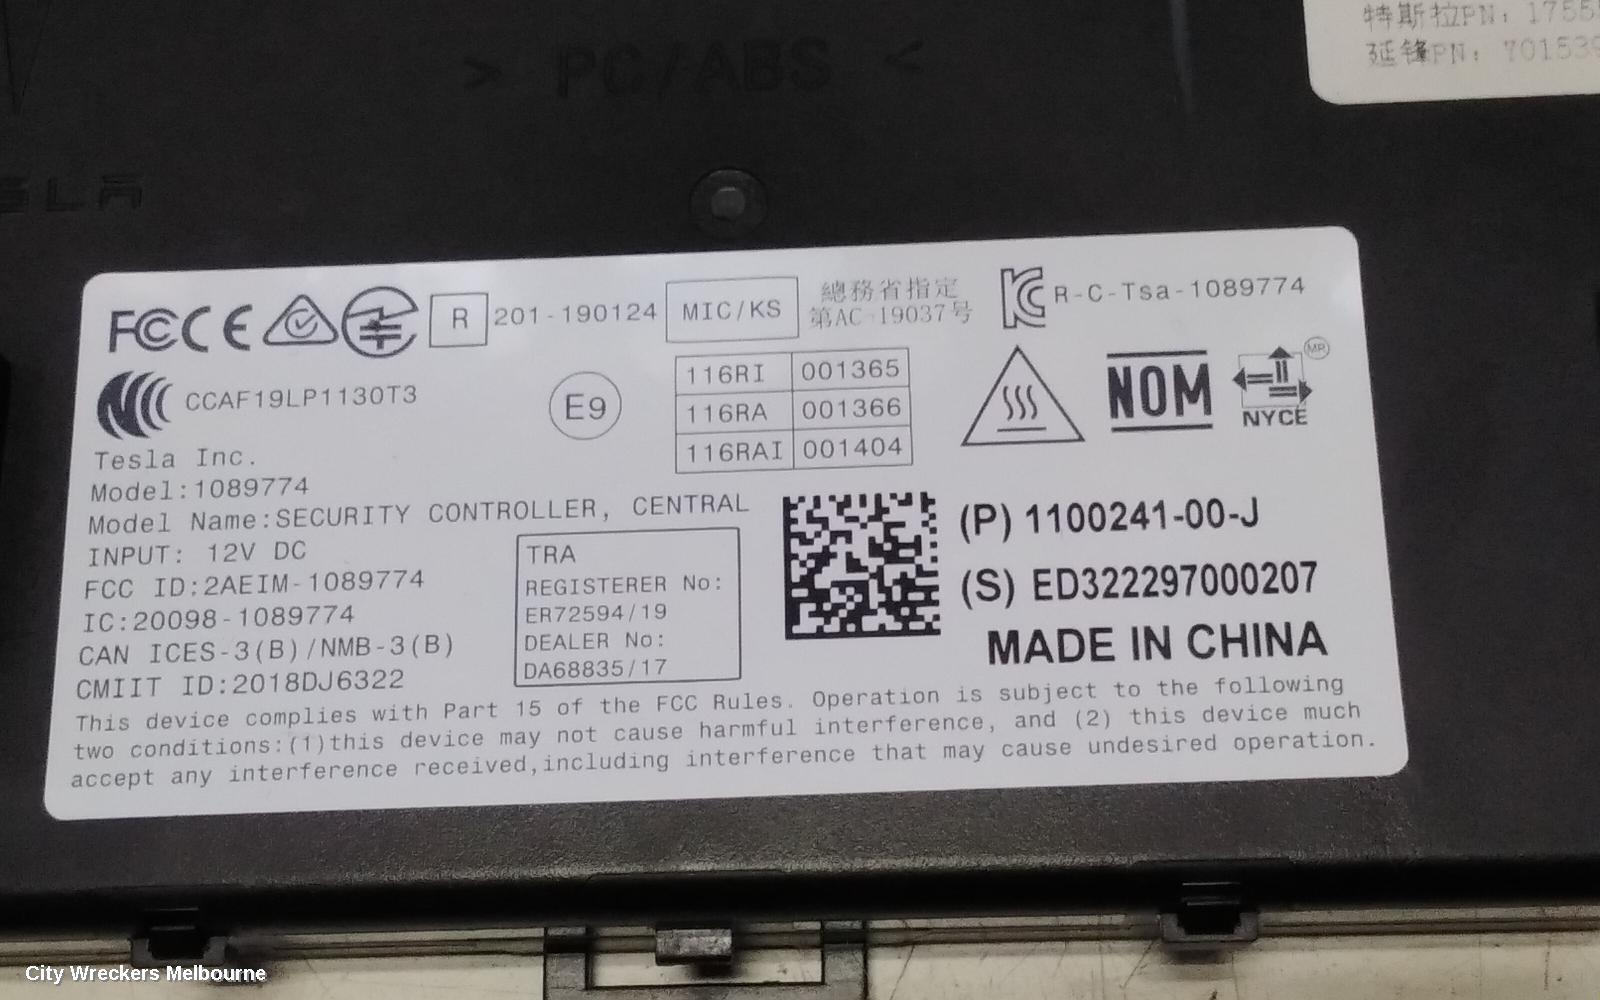 特斯拉PN: 1755
延锋PN: 70153
> PC/ABS <
SLA
FCC CE R 201-190124 MIC/KS
總務省指定
第AC-19037号
R-C-Tsa-1089774
CCAF19LP1130T3
E9
116RI 001365
116RA 001366
116RAI 001404
NOM
MR
NYCE
Tesla Inc.
Model:1089774
Model Name:SECURITY CONTROLLER, CENTRAL
INPUT: 12V DC
FCC ID:2AEIM-1089774
IC:20098-1089774
CAN ICES-3(B)/NMB-3(B)
CMIIT ID:2018DJ6322
TRA
REGISTERER No:
ER72594/19
DEALER No:
DA68835/17
(P) 1100241-00-J
(S) ED322297000207
MADE IN CHINA
This device complies with Part 15 of the FCC Rules. Operation is subject to the following
two conditions:(1)this device may not cause harmful interference, and (2) this device much
accept any interference received,including interference that may cause undesired operation.
City Wreckers Melbourne